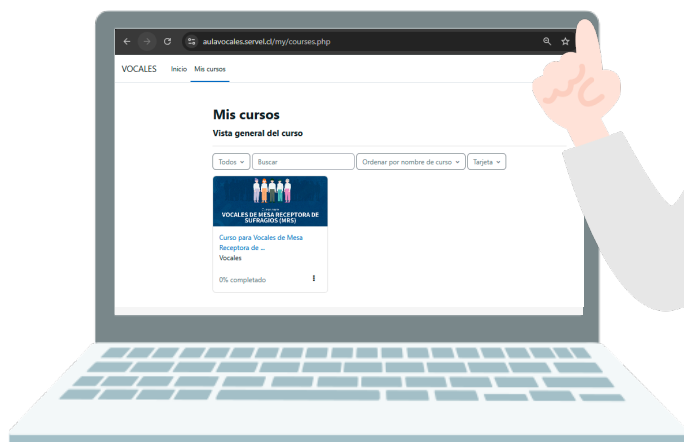 aulavocales.servel.cl/my/courses.php
VOCALES Inicio Mis cursos
Mis cursos
Vista general del curso
Todos Buscar Ordenar por nombre de curso Tarjeta
VOCALES DE MESA RECEPTORA DE
SUFRAGIOS (MRS)
Curso para Vocales de Mesa
Receptora de ...
Vocales
0% completado